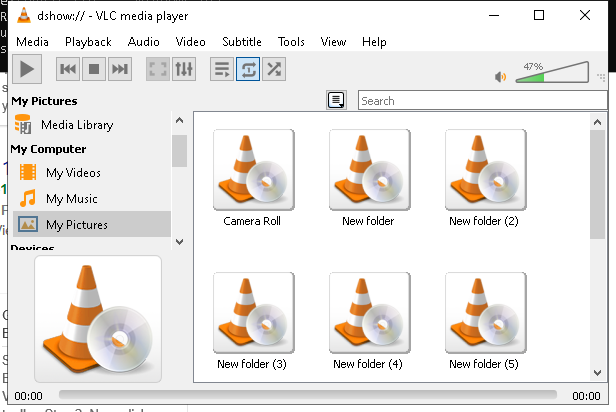 dshow:// - VLC media player
Media Playback Audio Video Subtitle Tools View Help
47%
My Pictures
Search
Media Library
My Computer
My Videos
My Music
My Pictures
Devices
Camera Roll
New folder
New folder (2)
New folder (3)
New folder (4)
New folder (5)
00:00
00:00